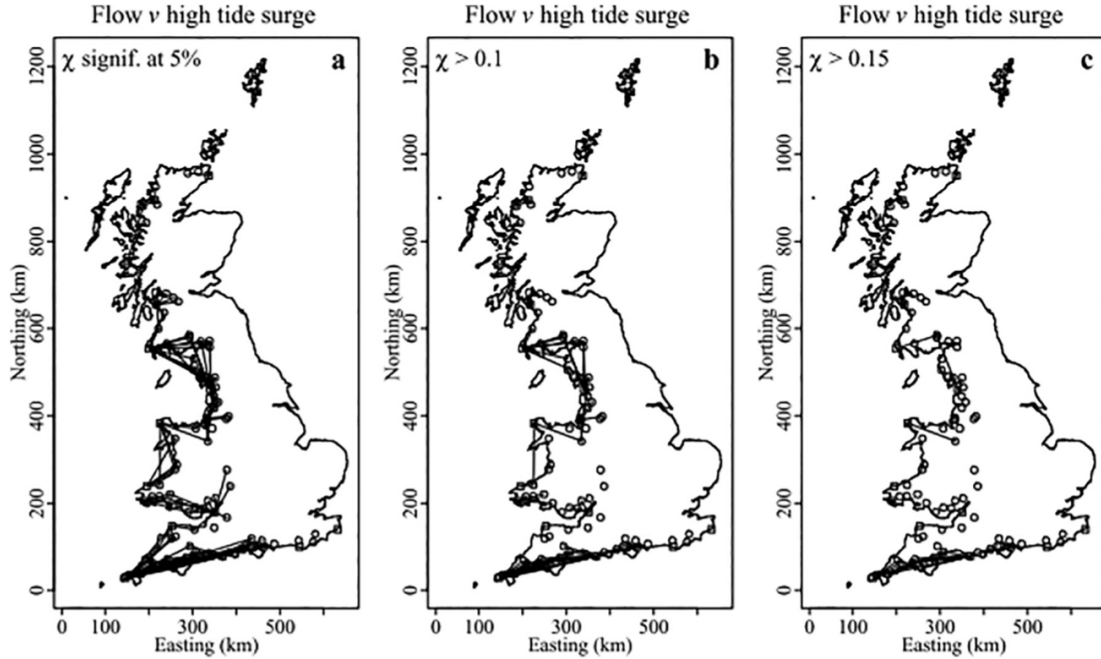 Flow v high tide surge
χ signif. at 5%
a
Northing (km)
0 200 400 600 800 1000 1200
0 100 300 500
Easting (km)
Flow v high tide surge
χ > 0.1
b
Northing (km)
0 200 400 600 800 1000 1200
0 100 300 500
Easting (km)
Flow v high tide surge
χ > 0.15
c
Northing (km)
0 200 400 600 800 1000 1200
0 100 300 500
Easting (km)